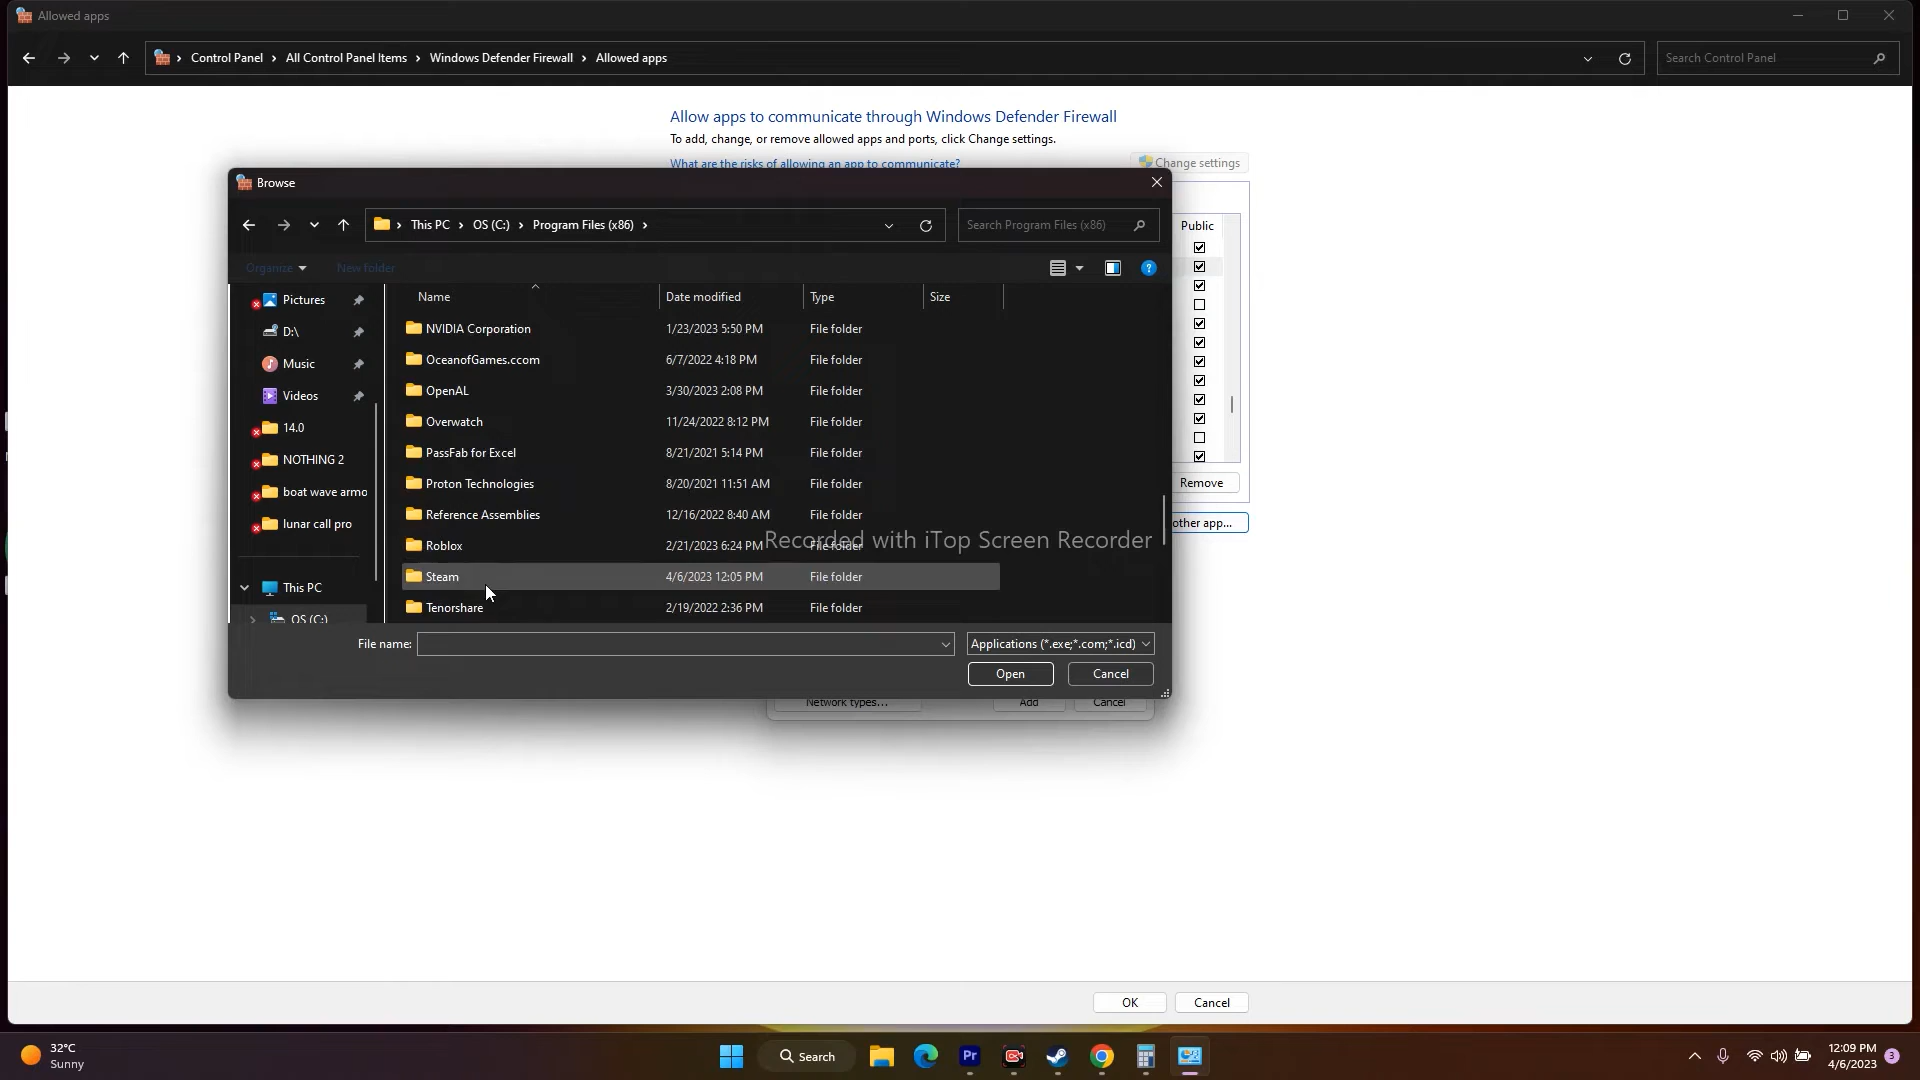 Allowed apps
Control Panel > All Control Panel Items > Windows Defender Firewall > Allowed apps
Search Control Panel
Allow apps to communicate through Windows Defender Firewall
To add, change, or remove allowed apps and ports, click Change settings.
What are the risks of allowing an app to communicate?
Change settings
Browse
This PC > OS (C:) > Program Files (x86) >
Search Program Files (x86)
Public
Organize
New folder
Name Date modified Type Size
Pictures
D:\
Music
Videos
14.0
NOTHING 2
boat wave armo
lunar call pro
This PC
OS (C:)
NVIDIA Corporation 1/23/2023 5:50 PM File folder
OceanofGames.ccom 6/7/2022 4:18 PM File folder
OpenAL 3/30/2023 2:08 PM File folder
Overwatch 11/24/2022 8:12 PM File folder
PassFab for Excel 8/21/2021 5:14 PM File folder
Proton Technologies 8/20/2021 11:51 AM File folder
Reference Assemblies 12/16/2022 8:40 AM File folder
Roblox 2/21/2023 6:24 PM File folder
Recorded with iTop Screen Recorder
Steam 4/6/2023 12:05 PM File folder
Tenorshare 2/19/2022 2:36 PM File folder
Remove
other app...
File name:
Applications (*.exe;*.com;*.icd)
Open
Cancel
Network types...
Add
Cancel
OK
Cancel
32°C
Sunny
Search
Pr
12:09 PM
4/6/2023
3